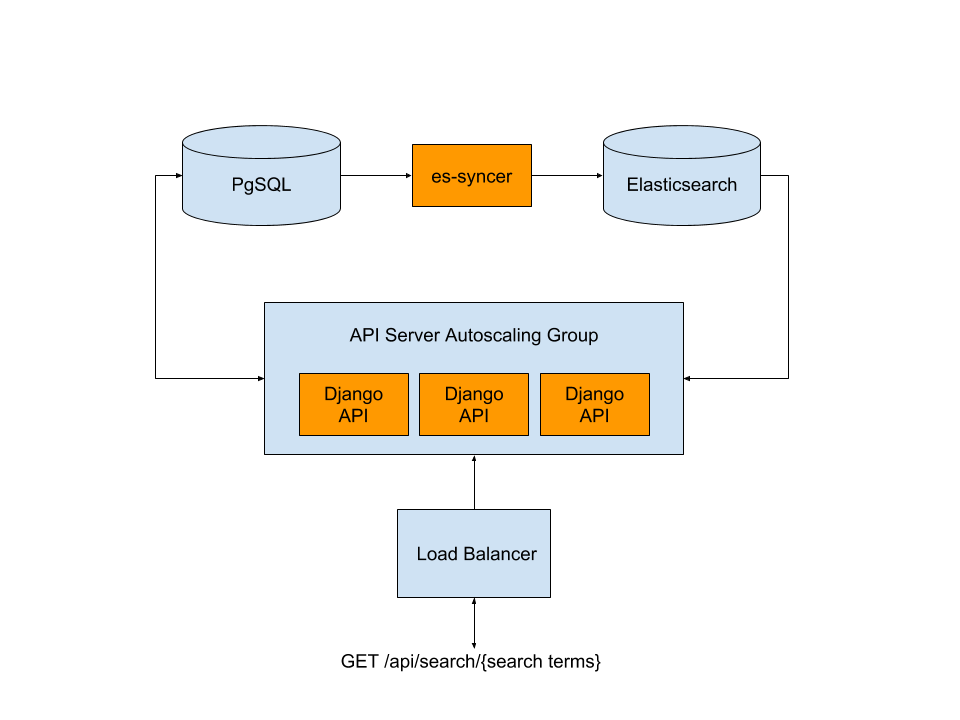 PgSQL
es-syncer
Elasticsearch
API Server Autoscaling Group
Django
API
Django
API
Django
API
Load Balancer
GET /api/search/{search terms}